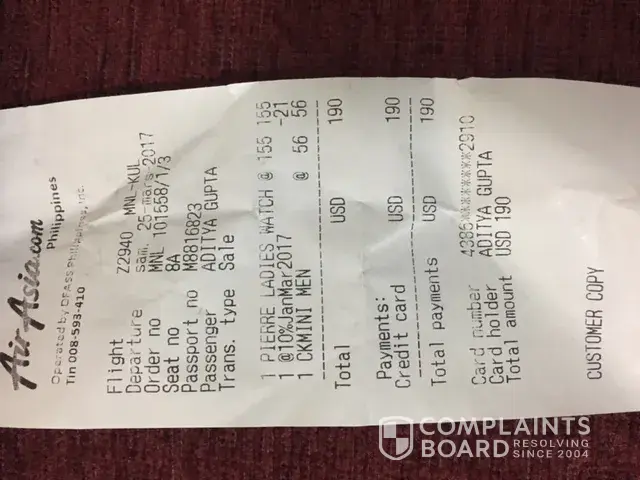 Air-Asia.com
Philippines
Operated by DFASS Philippines, Inc.
Tin 008-593-410
Flight Z2940 MNL-KUL
Departure sam. 25-mars-2017
Order no MNL 101558/1/3
Seat no 8A
Passport no M8816823
Passenger ADITYA GUPTA
Trans. type Sale
1 PIERRE LADIES WATCH @ 155 155
1 @10%JanMar2017 -21
1 CKMINI MEN @ 56 56
Total USD 190
Payments:
Credit card USD 190
Total payments USD 190
Card number 4386*********2910
Card holder ADITYA GUPTA
Total amount USD 190
CUSTOMER COPY
COMPLAINTS
BOARD RESOLVING
SINCE 2004